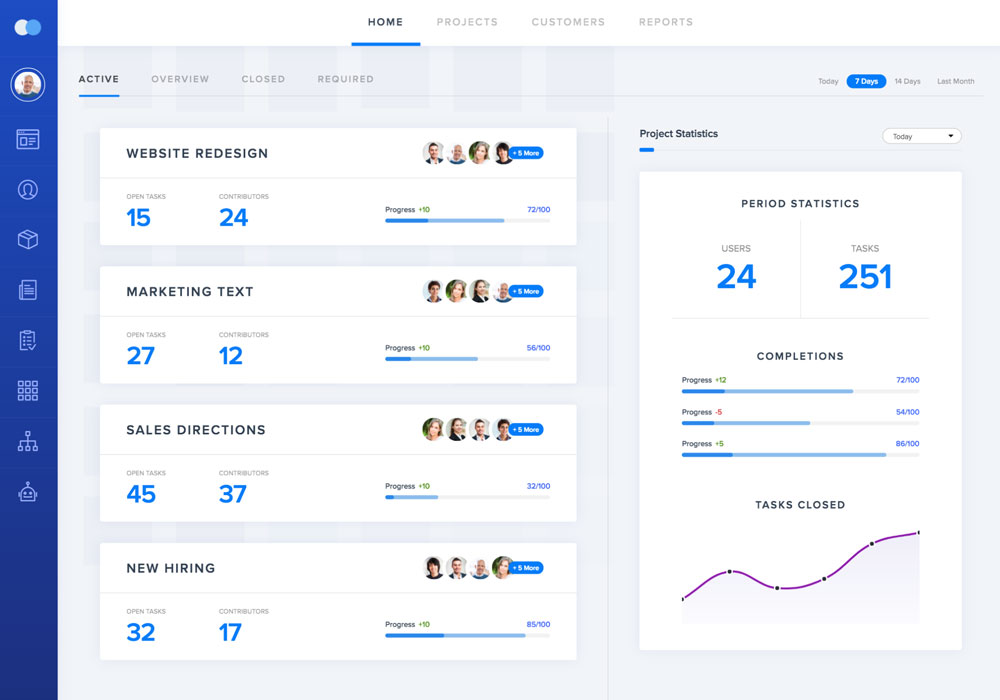 HOME PROJECTS CUSTOMERS REPORTS
ACTIVE OVERVIEW CLOSED REQUIRED
Today 7 Days 14 Days Last Month
WEBSITE REDESIGN
+ 5 More
OPEN TASKS CONTRIBUTORS
15 24
Progress +10 72/100
MARKETING TEXT
+ 5 More
OPEN TASKS CONTRIBUTORS
27 12
Progress +10 56/100
SALES DIRECTIONS
+ 5 More
OPEN TASKS CONTRIBUTORS
45 37
Progress +10 32/100
NEW HIRING
+ 5 More
OPEN TASKS CONTRIBUTORS
32 17
Progress +10 85/100
Project Statistics
Today
PERIOD STATISTICS
USERS TASKS
24 251
COMPLETIONS
Progress +12 72/100
Progress -5 54/100
Progress +5 86/100
TASKS CLOSED